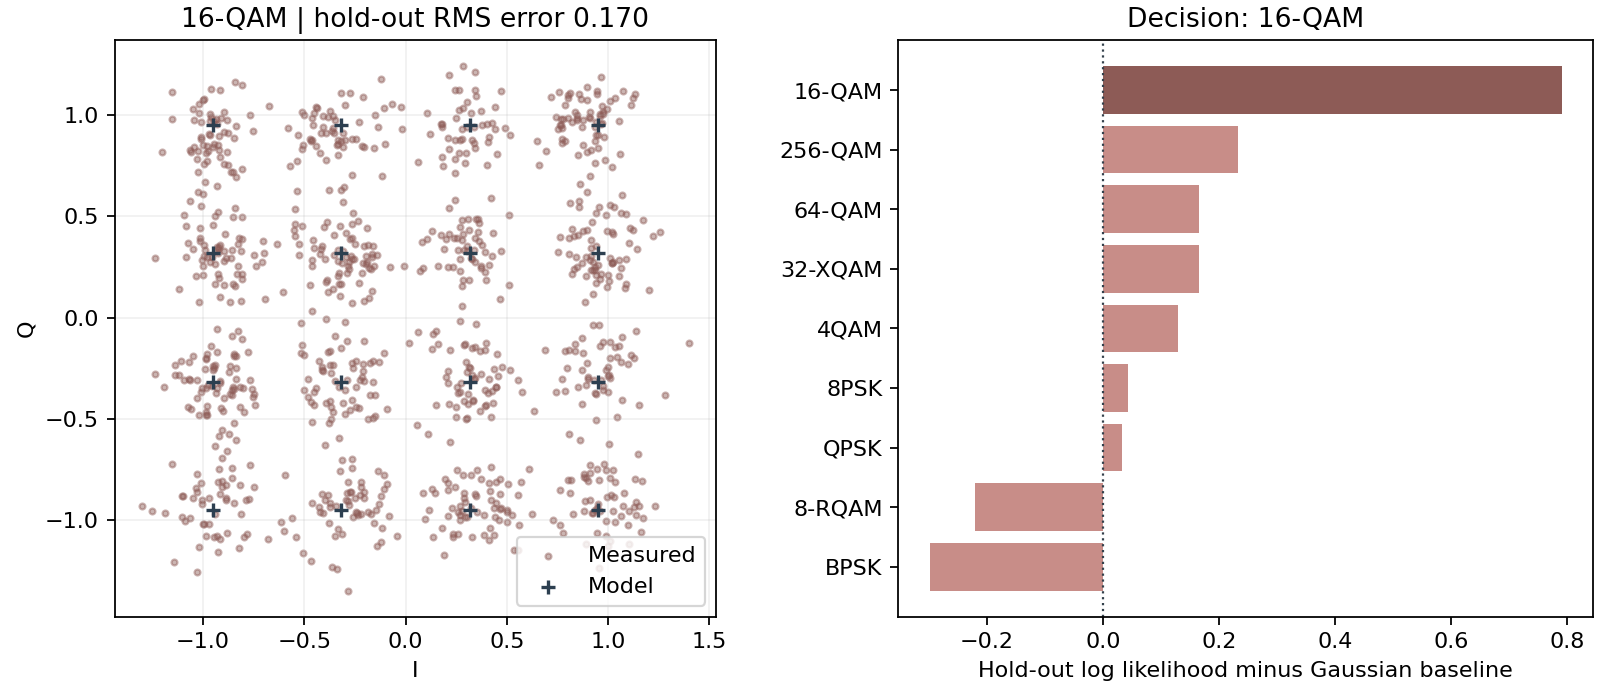 16-QAM | hold-out RMS error 0.170
1.0
0.5
0.0
−0.5
−1.0
Q
−1.0
−0.5
0.0
0.5
1.0
1.5
I
Measured
Model
Decision: 16-QAM
16-QAM
256-QAM
64-QAM
32-XQAM
4QAM
8PSK
QPSK
8-RQAM
BPSK
−0.2
0.0
0.2
0.4
0.6
0.8
Hold-out log likelihood minus Gaussian baseline